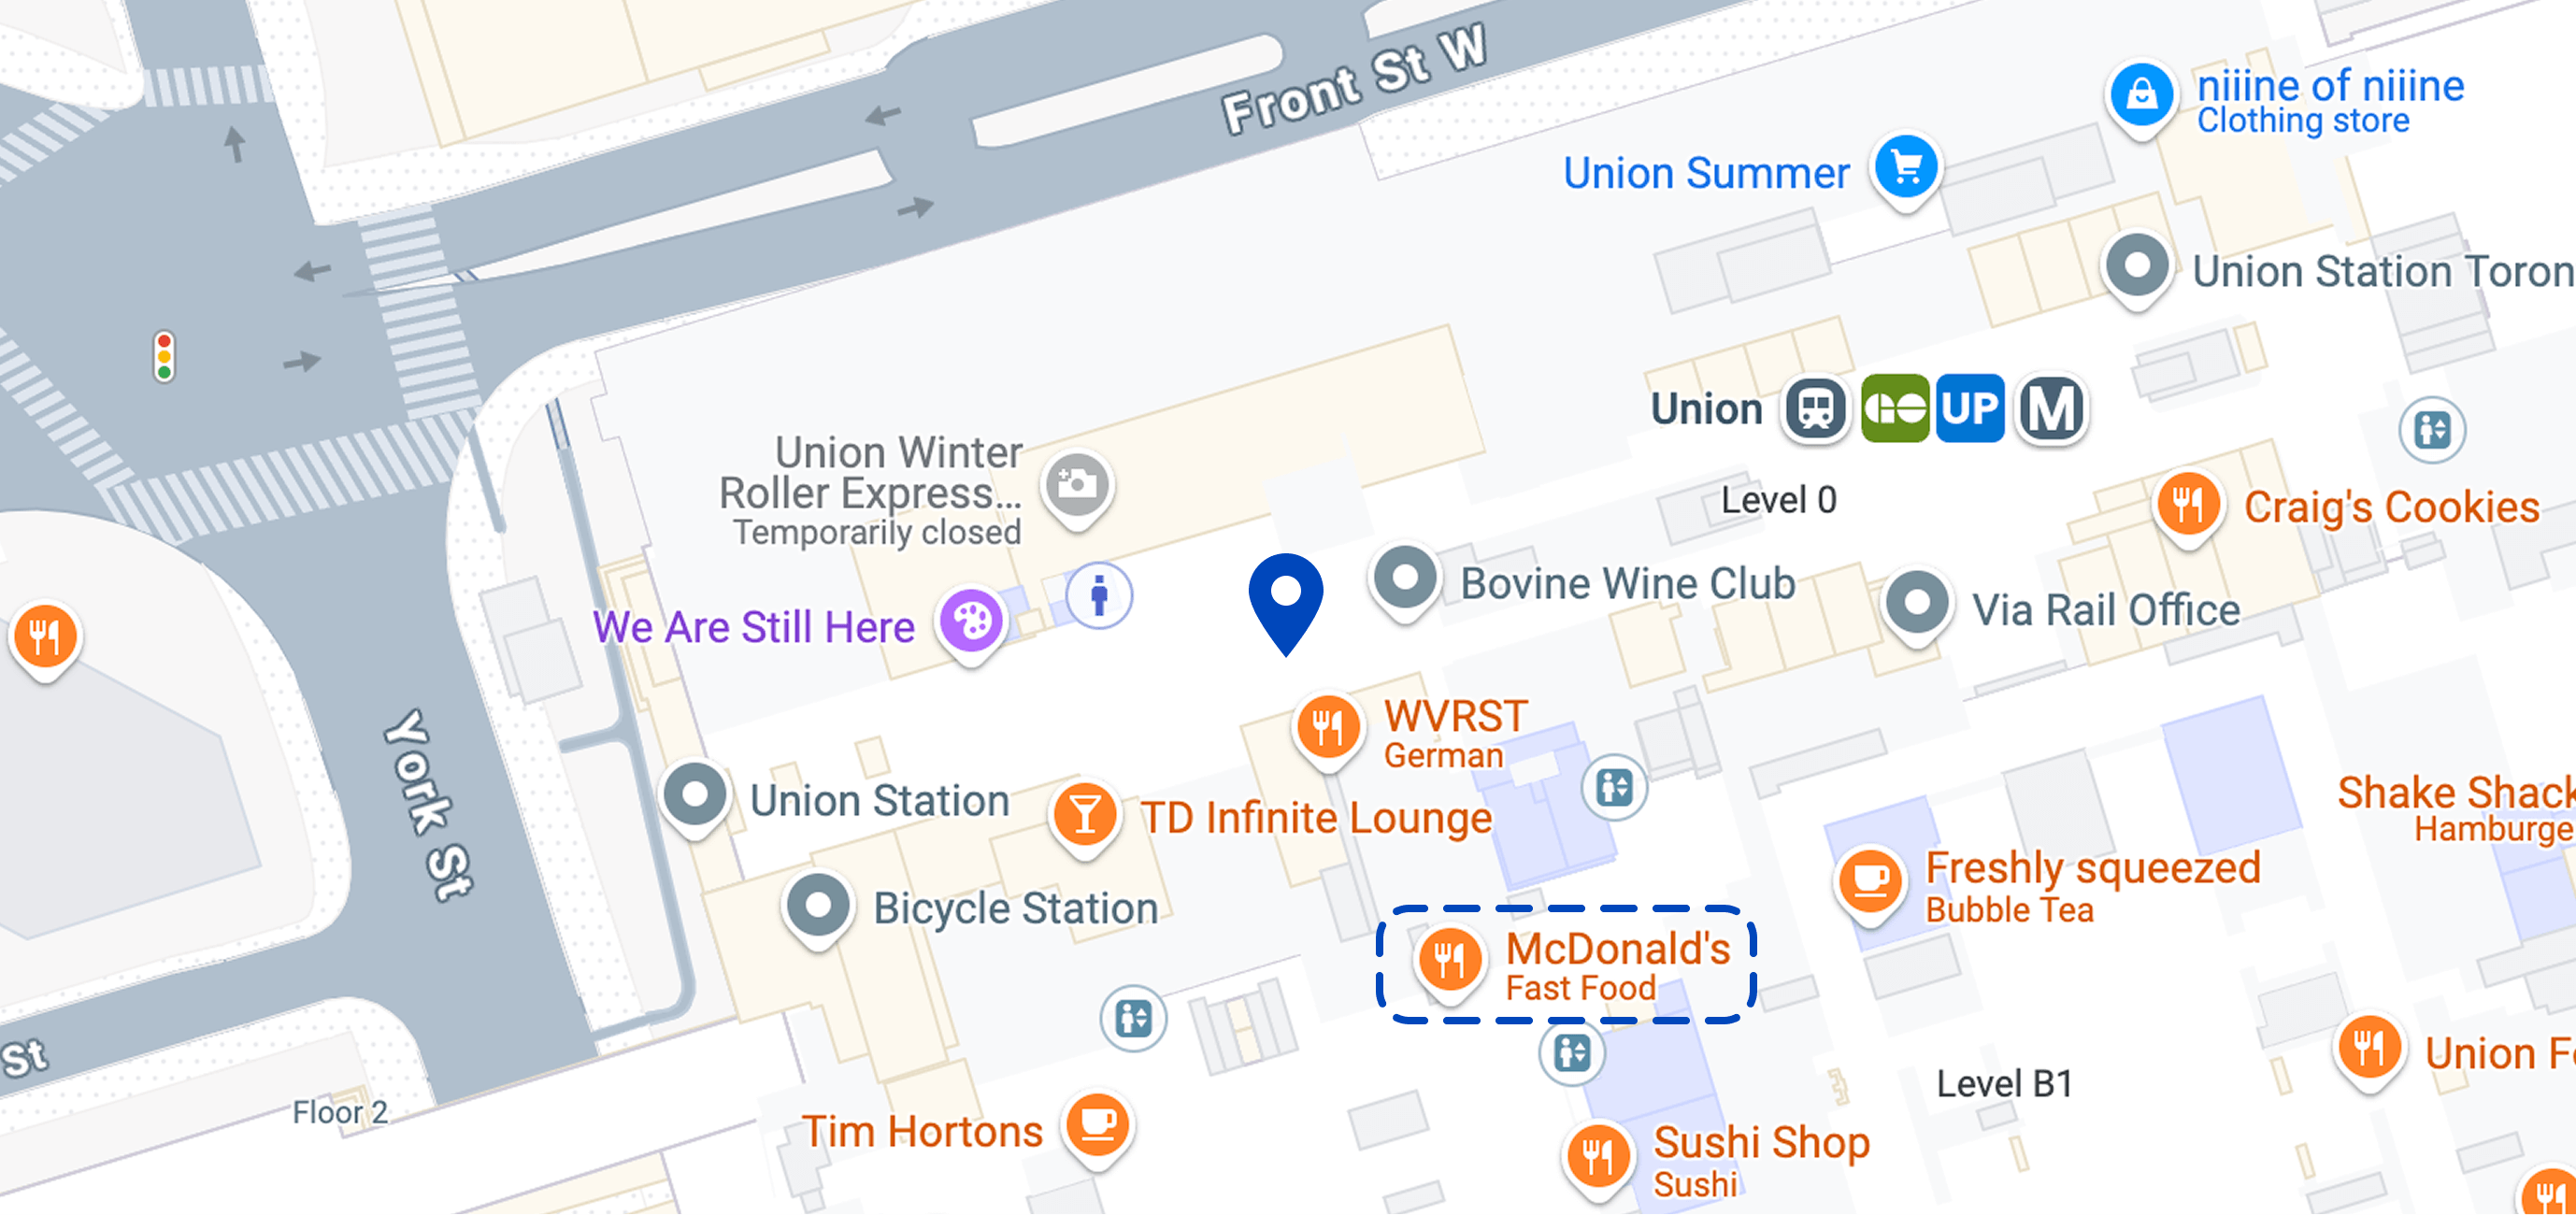 Front St W
niiine of niiine
Clothing store
Union Summer
Union Station Toron
Union
GO
UP
M
Union Winter
Roller Express...
Temporarily closed
Level 0
Craig's Cookies
Bovine Wine Club
Via Rail Office
We Are Still Here
WVRST
German
York St
Union Station
TD Infinite Lounge
Shake Shack
Hamburge
Freshly squeezed
Bubble Tea
Bicycle Station
McDonald's
Fast Food
St
Union F
Level B1
Floor 2
Tim Hortons
Sushi Shop
Sushi